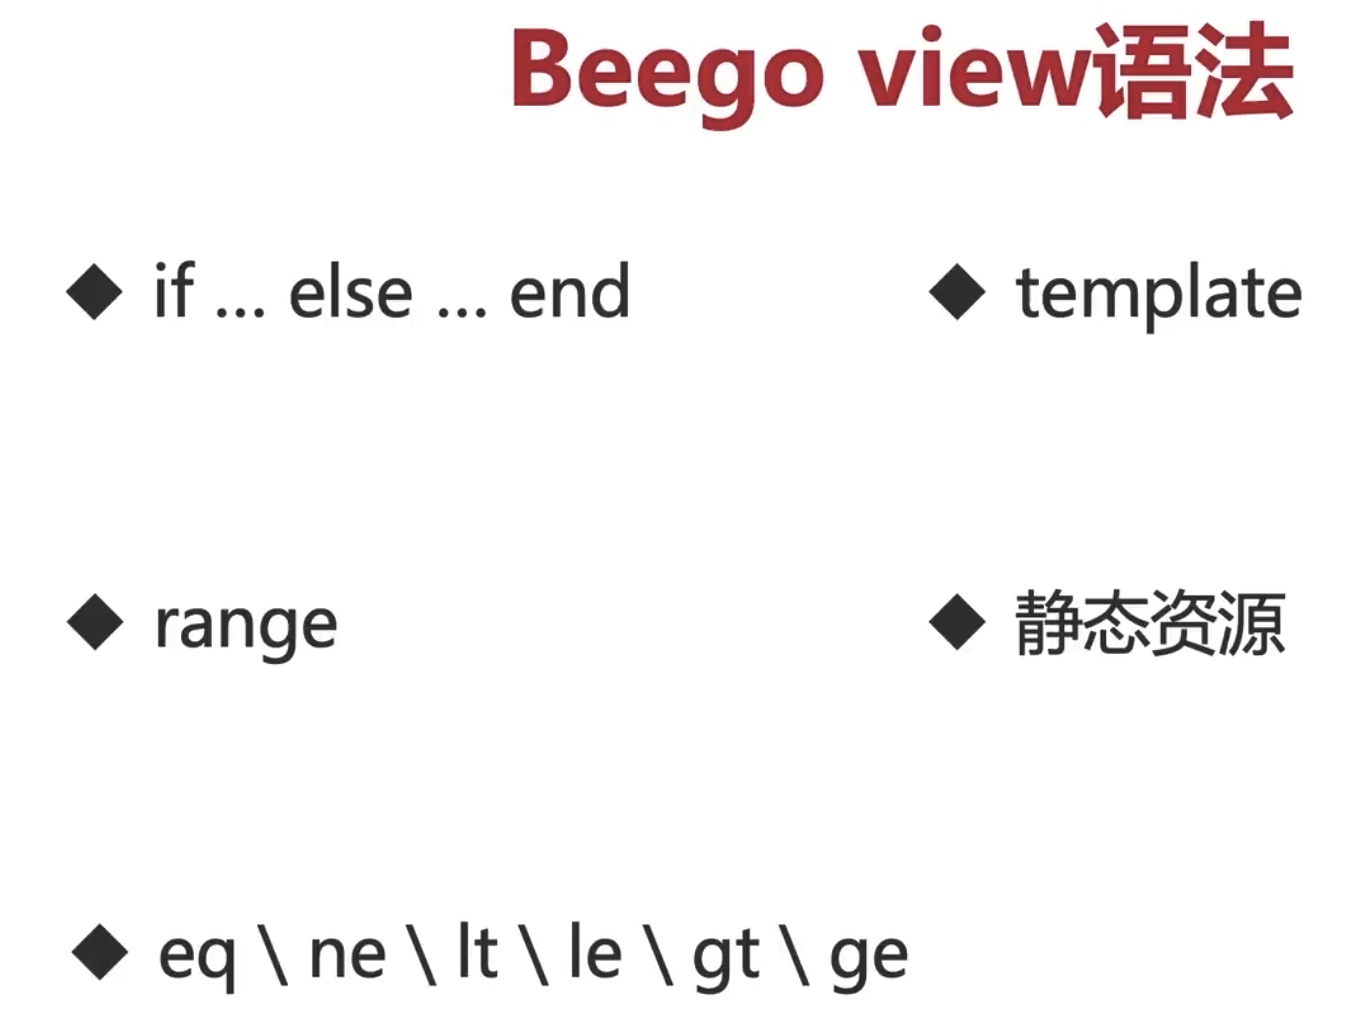 Beego view语法
◆ if ... else ... end
◆ template
◆ range
◆ 静态资源
◆ eq \ ne \ lt \ le \ gt \ ge